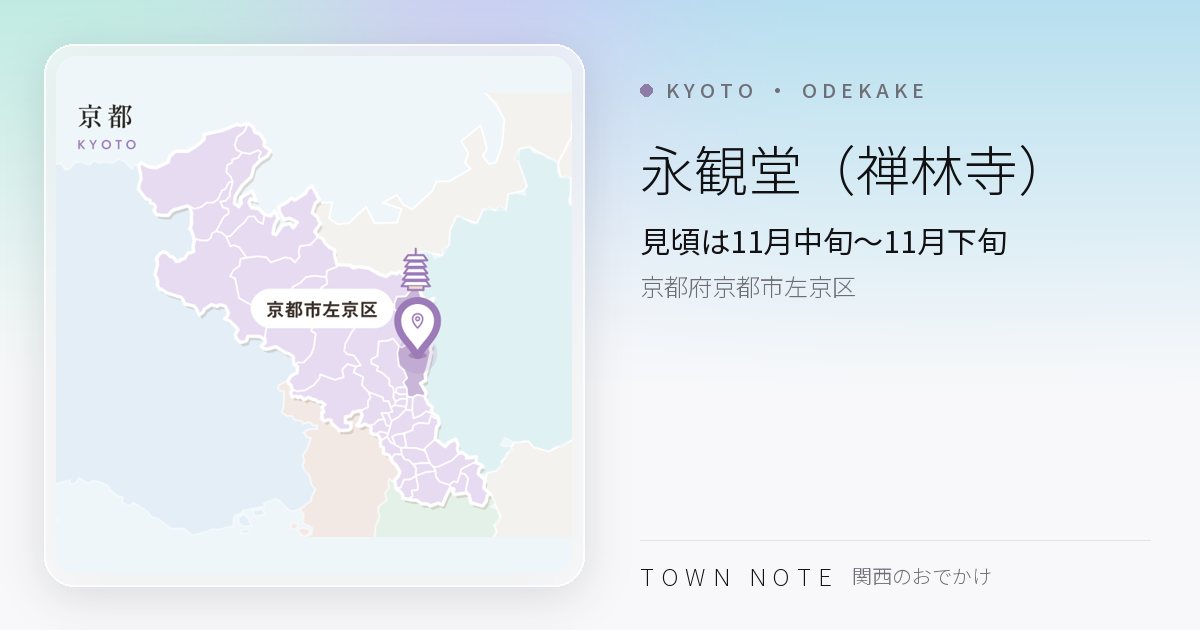 京都
KYOTO
京都市左京区
KYOTO • ODEKAKE
永観堂（禅林寺）
見頃は11月中旬〜11月下旬
京都府京都市左京区
TOWN NOTE 関西のおでかけ